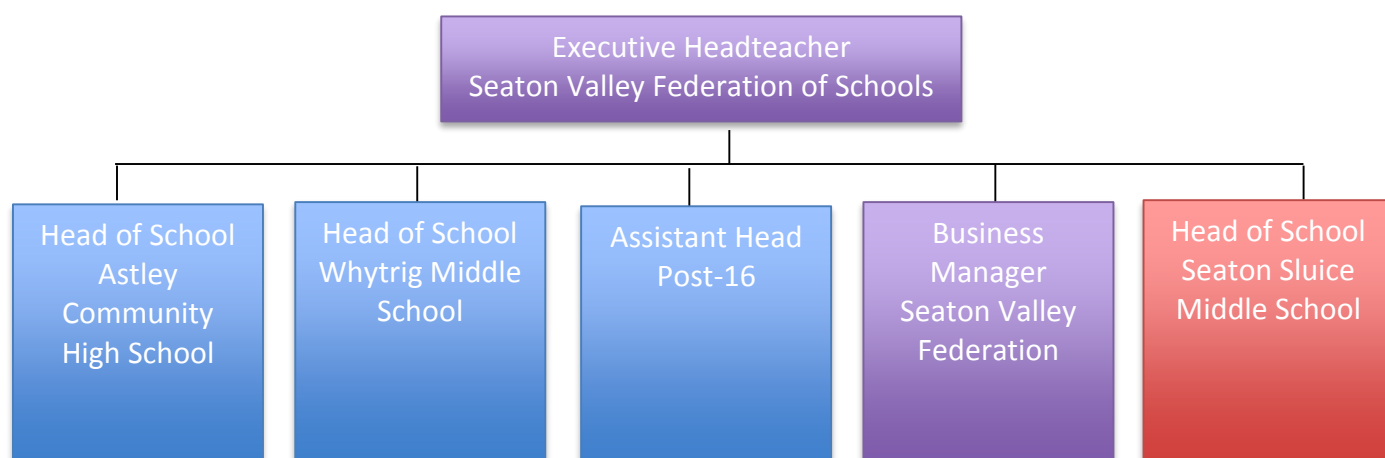 Executive Headteacher
Seaton Valley Federation of Schools
Head of School
Astley
Community
High School
Head of School
Whytrig Middle
School
Assistant Head
Post-16
Business
Manager
Seaton Valley
Federation
Head of School
Seaton Sluice
Middle School